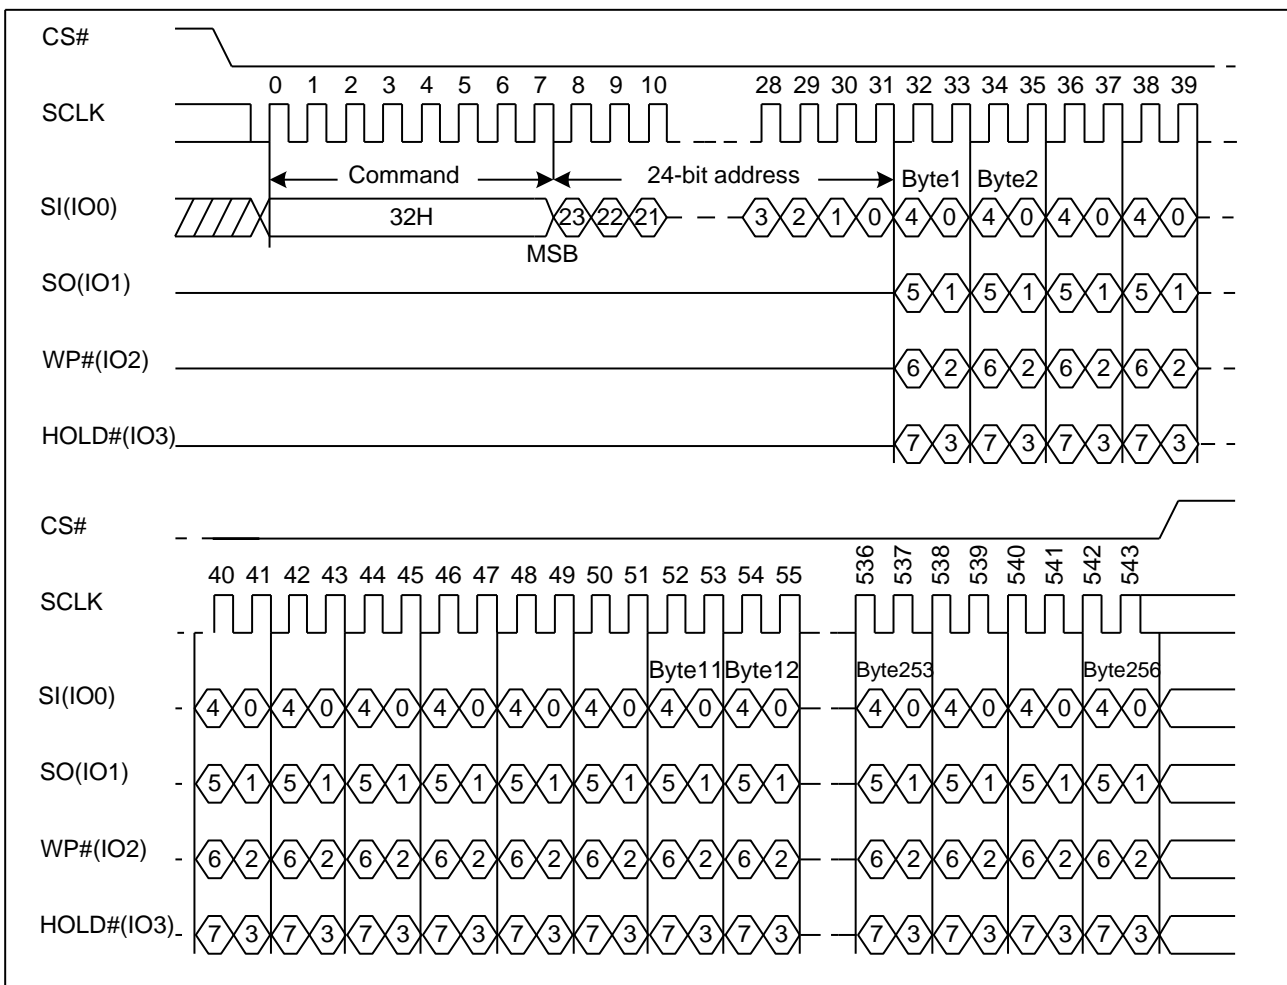 CS#
0 1 2 3 4 5 6 7 8 9 10 28 29 30 31 32 33 34 35 36 37 38 39
SCLK
Command 24-bit address Byte1 Byte2
SI(IO0) 32H 23 22 21 3 2 1 0 4 0 4 0 4 0 4 0
MSB
SO(IO1) 5 1 5 1 5 1 5 1
WP#(IO2) 6 2 6 2 6 2 6 2
HOLD#(IO3) 7 3 7 3 7 3 7 3
CS#
40 41 42 43 44 45 46 47 48 49 50 51 52 53 54 55 536 537 538 539 540 541 542 543
SCLK
Byte11 Byte12 Byte253 Byte256
SI(IO0) 4 0 4 0 4 0 4 0 4 0 4 0 4 0 4 0 4 0 4 0 4 0 4 0
SO(IO1) 5 1 5 1 5 1 5 1 5 1 5 1 5 1 5 1 5 1 5 1 5 1 5 1
WP#(IO2) 6 2 6 2 6 2 6 2 6 2 6 2 6 2 6 2 6 2 6 2 6 2 6 2
HOLD#(IO3) 7 3 7 3 7 3 7 3 7 3 7 3 7 3 7 3 7 3 7 3 7 3 7 3